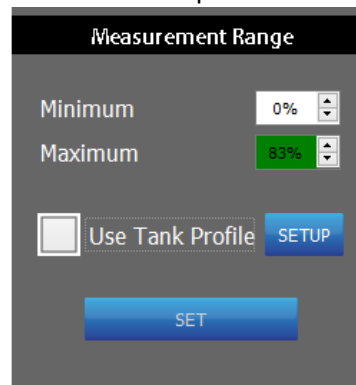 Measurement Range
Minimum 0%
Maximum 83%
Use Tank Profile SETUP
SET